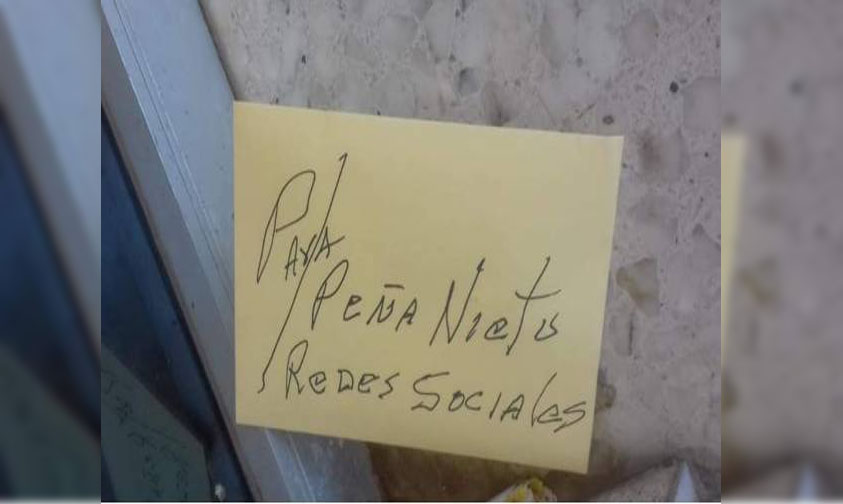 Para
Peña Nieto
Redes Sociales